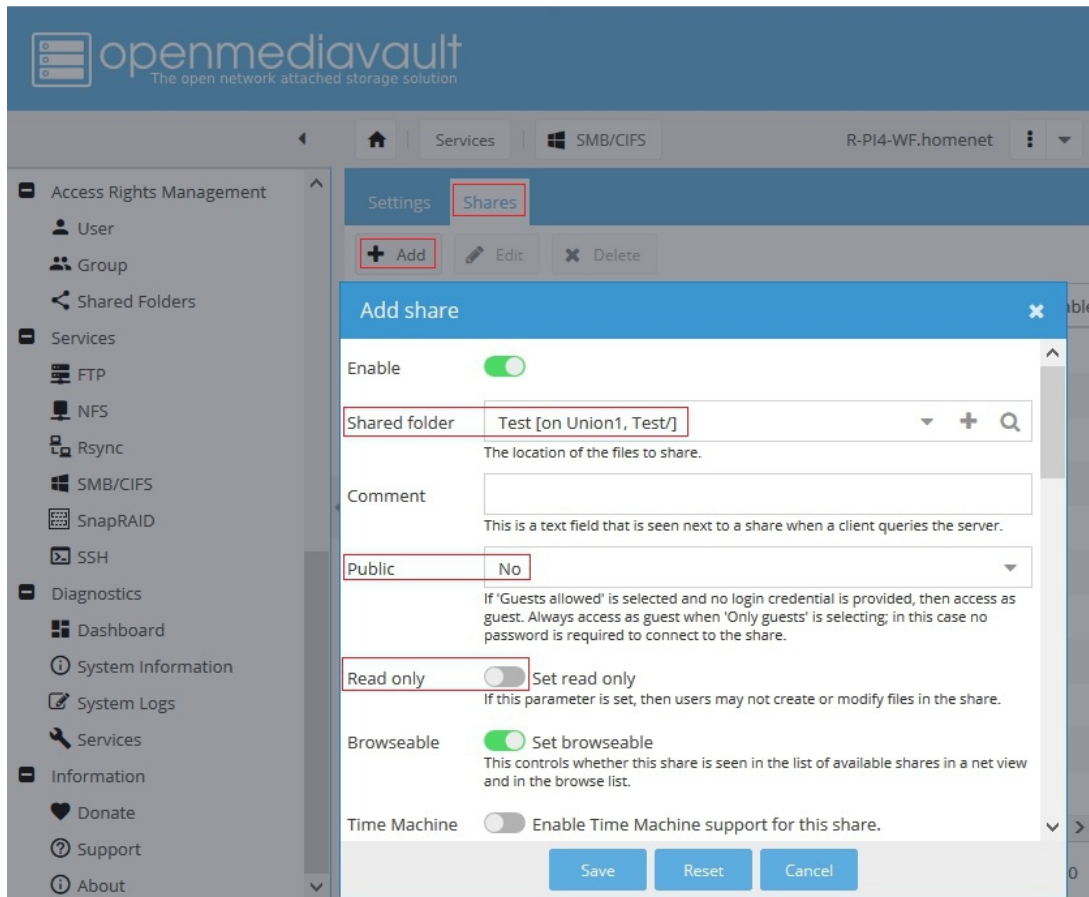 openmediavault
The open network attached storage solution
Services
SMB/CIFS
R-PI4-WF.homenet
Access Rights Management
User
Group
Shared Folders
Services
FTP
NFS
Rsync
SMB/CIFS
SnapRAID
SSH
Diagnostics
Dashboard
System Information
System Logs
Services
Information
Donate
Support
About
Settings
Shares
Add
Edit
Delete
Add share
Enable
Shared folder
Test [on Union1, Test/]
The location of the files to share.
Comment
This is a text field that is seen next to a share when a client queries the server.
Public
No
If 'Guests allowed' is selected and no login credential is provided, then access as
guest. Always access as guest when 'Only guests' is selecting; in this case no
password is required to connect to the share.
Read only
Set read only
If this parameter is set, then users may not create or modify files in the share.
Browseable
Set browseable
This controls whether this share is seen in the list of available shares in a net view
and in the browse list.
Time Machine
Enable Time Machine support for this share.
Save
Reset
Cancel